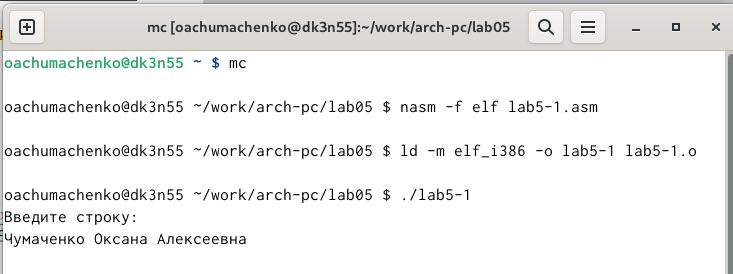 mc [oachumachenko@dk3n55]:~/work/arch-pc/lab05
oachumachenko@dk3n55 ~ $ mc
oachumachenko@dk3n55 ~/work/arch-pc/lab05 $ nasm -f elf lab5-1.asm
oachumachenko@dk3n55 ~/work/arch-pc/lab05 $ ld -m elf_i386 -o lab5-1 lab5-1.o
oachumachenko@dk3n55 ~/work/arch-pc/lab05 $ ./lab5-1
Введите строку:
Чумаченко Оксана Алексеевна